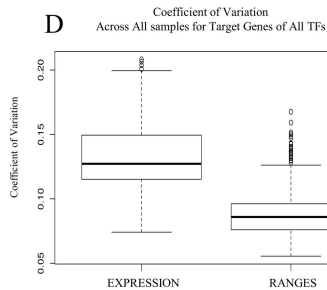 D
Coefficient of Variation
Across All samples for Target Genes of All TFs
Coefficient of Variation
0.20
0.15
0.10
0.05
EXPRESSION RANGES